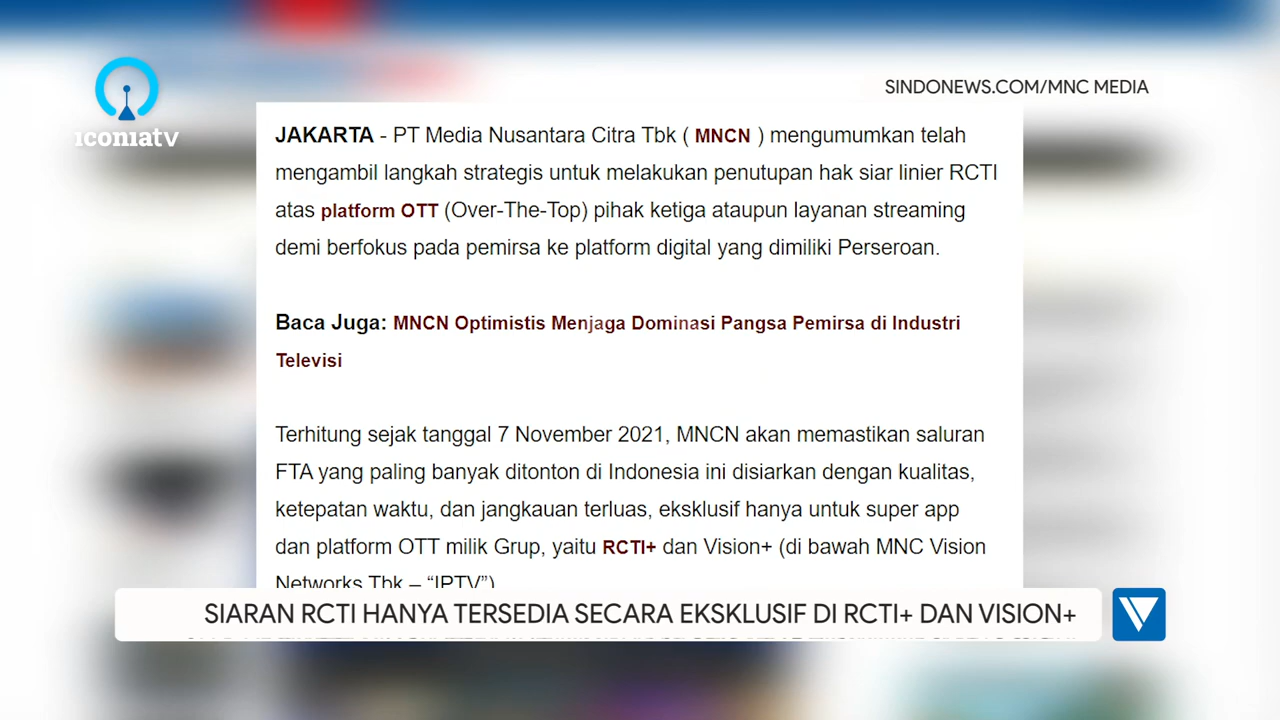 iconiatv
SINDONEWS.COM/MNC MEDIA
JAKARTA - PT Media Nusantara Citra Tbk ( MNCN ) mengumumkan telah
mengambil langkah strategis untuk melakukan penutupan hak siar linier RCTI
atas platform OTT (Over-The-Top) pihak ketiga ataupun layanan streaming
demi berfokus pada pemirsa ke platform digital yang dimiliki Perseroan.
Baca Juga: MNCN Optimistis Menjaga Dominasi Pangsa Pemirsa di Industri
Televisi
Terhitung sejak tanggal 7 November 2021, MNCN akan memastikan saluran
FTA yang paling banyak ditonton di Indonesia ini disiarkan dengan kualitas,
ketepatan waktu, dan jangkauan terluas, eksklusif hanya untuk super app
dan platform OTT milik Grup, yaitu RCTI+ dan Vision+ (di bawah MNC Vision
Networks Tbk – “IPTV”)
SIARAN RCTI HANYA TERSEDIA SECARA EKSKLUSIF DI RCTI+ DAN VISION+